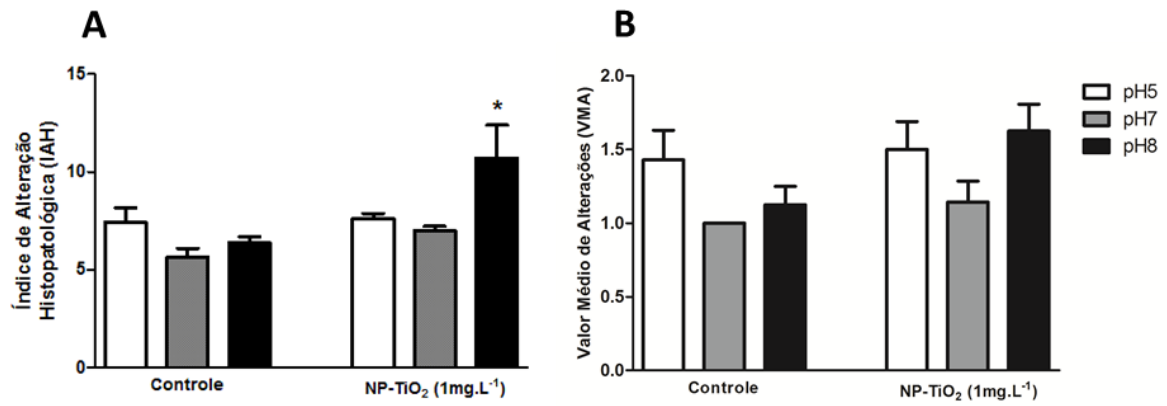 A
Índice de Alteração
Histopatológica (IAH)
15
10
5
0
*
Controle
NP-TiO₂ (1mg.L⁻¹)
B
Valor Médio de Alterações (VMA)
2.0
1.5
1.0
0.5
0.0
Controle
NP-TiO₂ (1mg.L⁻¹)
pH5
pH7
pH8